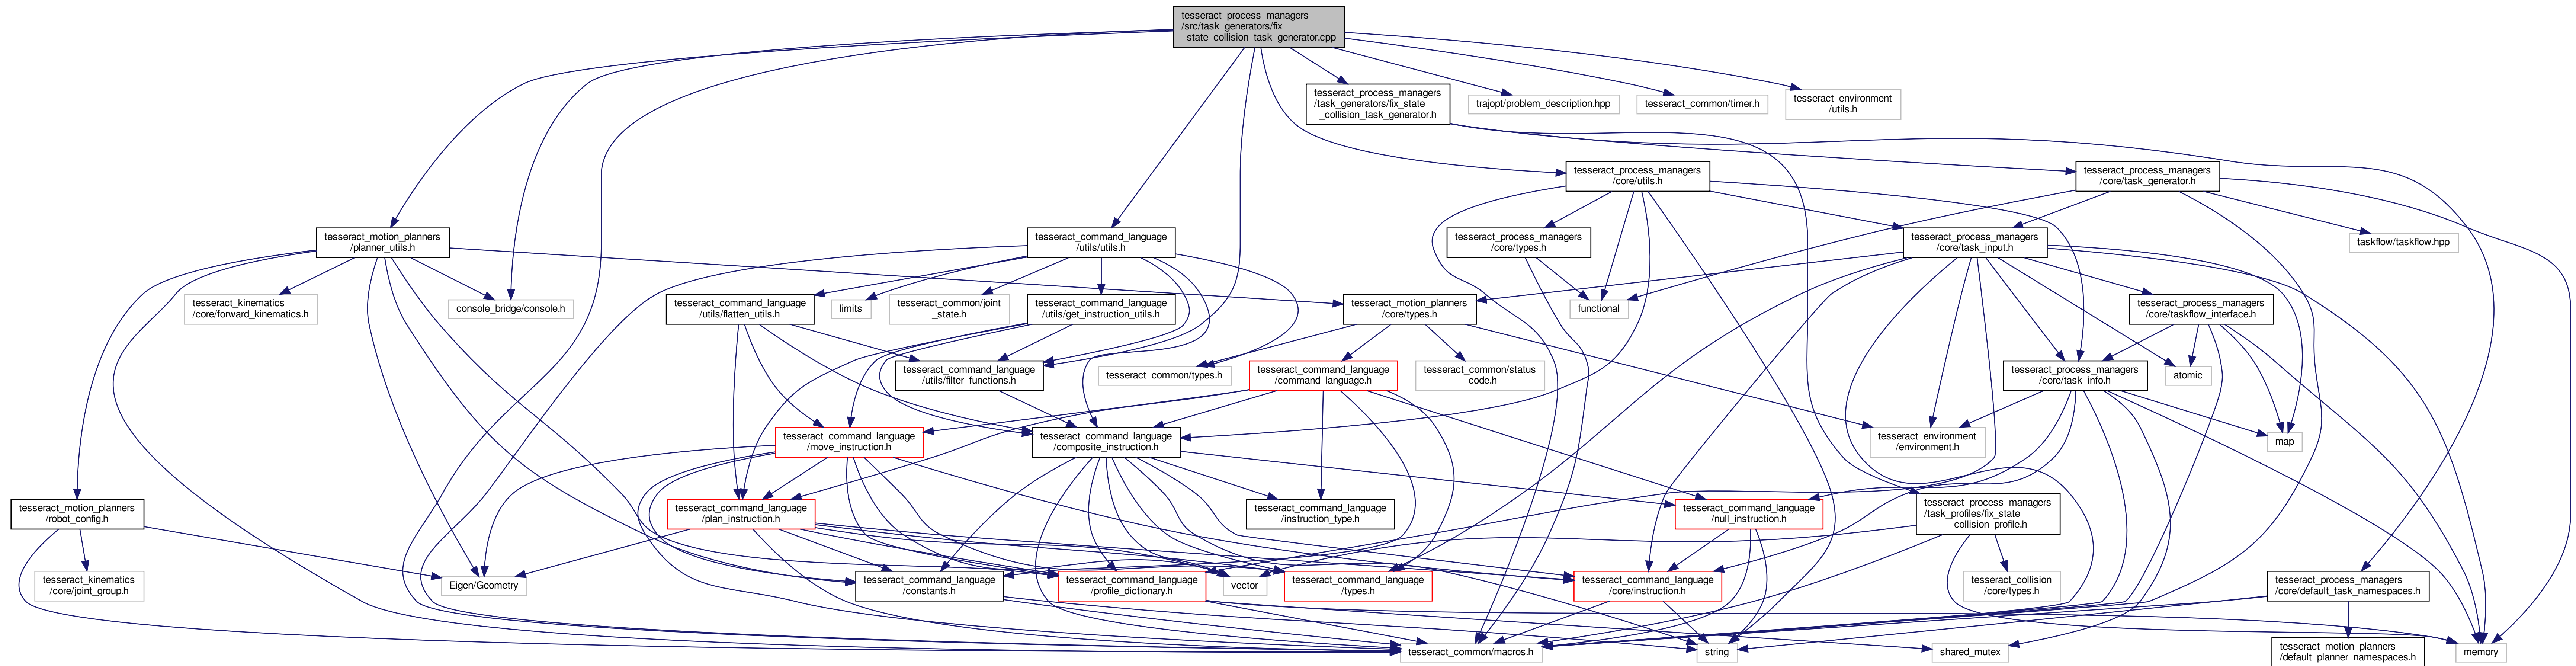 tesseract_process_managers
/src/task_generators/fix
_state_collision_task_generator.cpp
tesseract_process_managers
/task_generators/fix_state
_collision_task_generator.h
trajopt/problem_description.hpp
tesseract_common/timer.h
tesseract_environment
/utils.h
tesseract_process_managers
/core/utils.h
tesseract_process_managers
/core/task_generator.h
tesseract_motion_planners
/planner_utils.h
tesseract_command_language
/utils/utils.h
tesseract_process_managers
/core/types.h
tesseract_process_managers
/core/task_input.h
taskflow/taskflow.hpp
tesseract_kinematics
/core/forward_kinematics.h
console_bridge/console.h
tesseract_command_language
/utils/flatten_utils.h
limits
tesseract_common/joint
_state.h
tesseract_command_language
/utils/get_instruction_utils.h
tesseract_motion_planners
/core/types.h
functional
tesseract_process_managers
/core/taskflow_interface.h
tesseract_command_language
/utils/filter_functions.h
tesseract_common/types.h
tesseract_command_language
/command_language.h
tesseract_common/status
_code.h
tesseract_process_managers
/core/task_info.h
atomic
tesseract_command_language
/move_instruction.h
tesseract_command_language
/composite_instruction.h
tesseract_environment
/environment.h
map
tesseract_motion_planners
/robot_config.h
tesseract_command_language
/plan_instruction.h
tesseract_command_language
/instruction_type.h
tesseract_command_language
/null_instruction.h
tesseract_process_managers
/task_profiles/fix_state
_collision_profile.h
tesseract_kinematics
/core/joint_group.h
Eigen/Geometry
tesseract_command_language
/constants.h
tesseract_command_language
/profile_dictionary.h
vector
tesseract_command_language
/types.h
tesseract_command_language
/core/instruction.h
tesseract_collision
/core/types.h
tesseract_process_managers
/core/default_task_namespaces.h
tesseract_common/macros.h
string
shared_mutex
memory
tesseract_motion_planners
/default_planner_namespaces.h